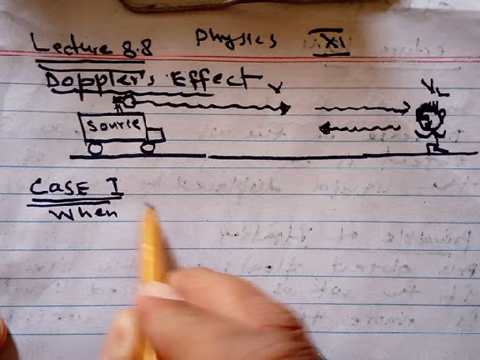 Lecture 8.8 Physics XI
Doppler's Effect
V
VL
Source
Case I
When